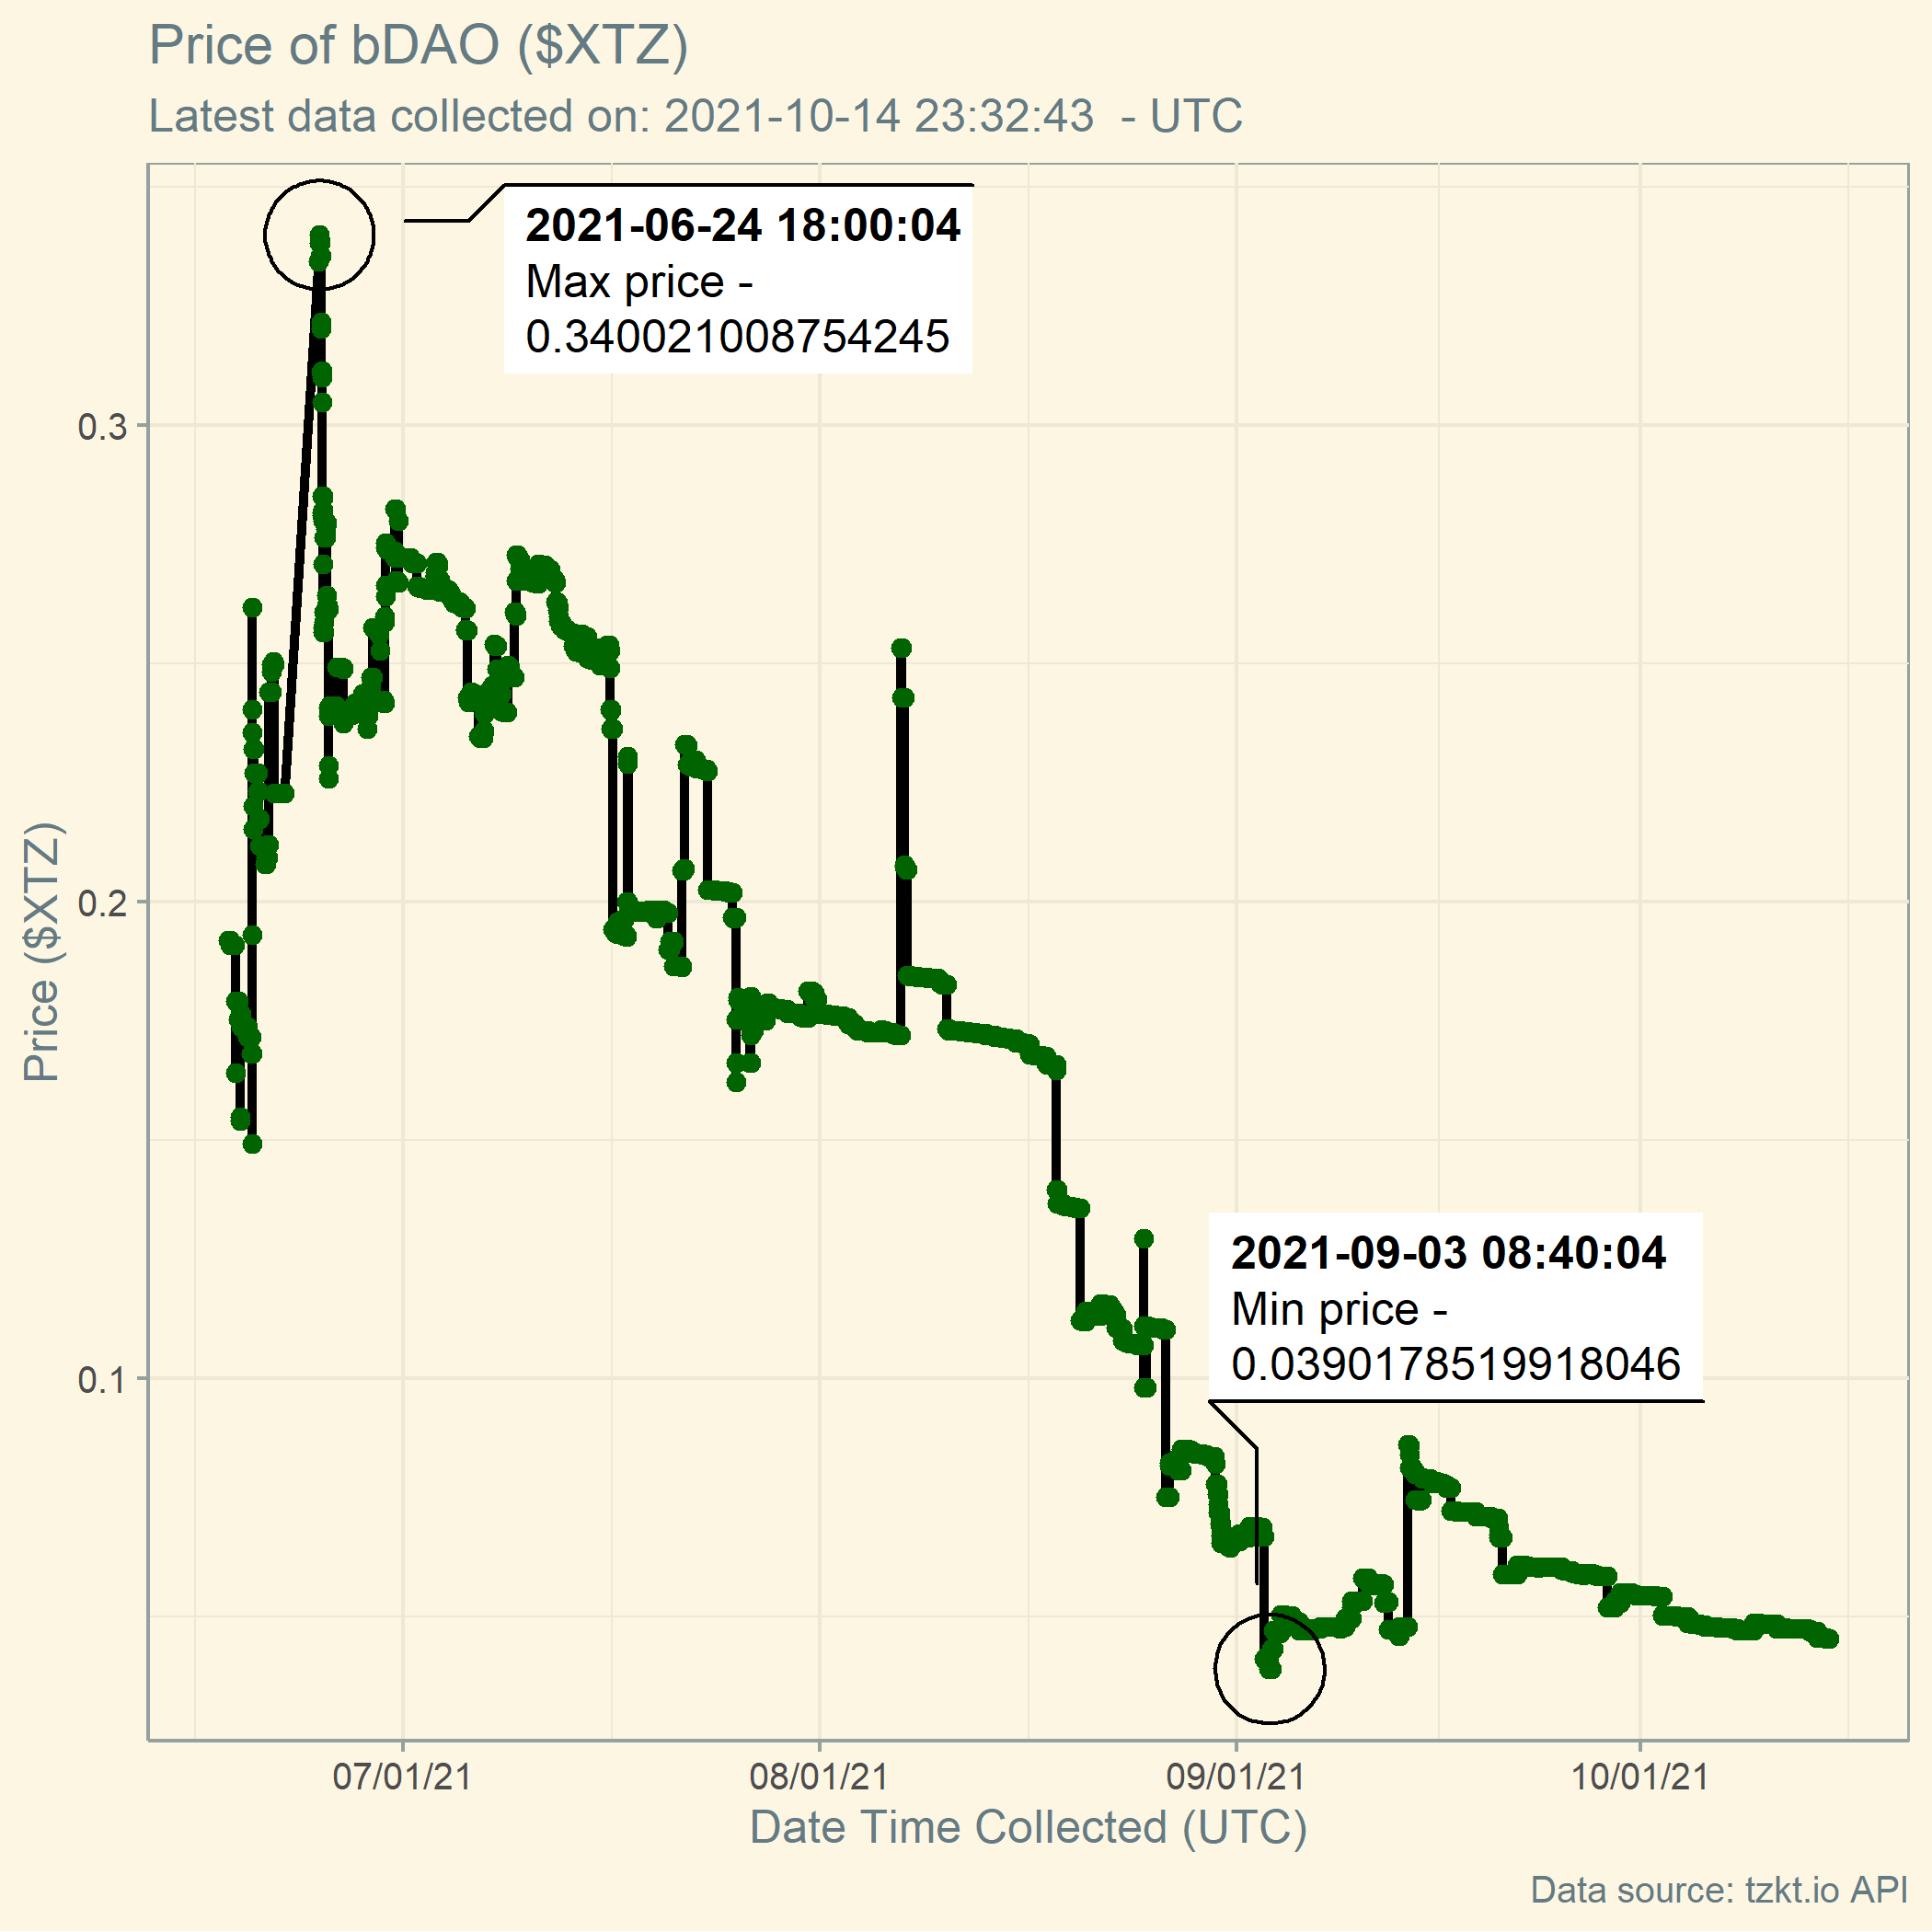 Price of bDAO ($XTZ)
Latest data collected on: 2021-10-14 23:32:43  - UTC
2021-06-24 18:00:04
Max price -
0.340021008754245
0.3
0.2
0.1
Price ($XTZ)
2021-09-03 08:40:04
Min price -
0.0390178519918046
07/01/21
08/01/21
09/01/21
10/01/21
Date Time Collected (UTC)
Data source: tzkt.io API